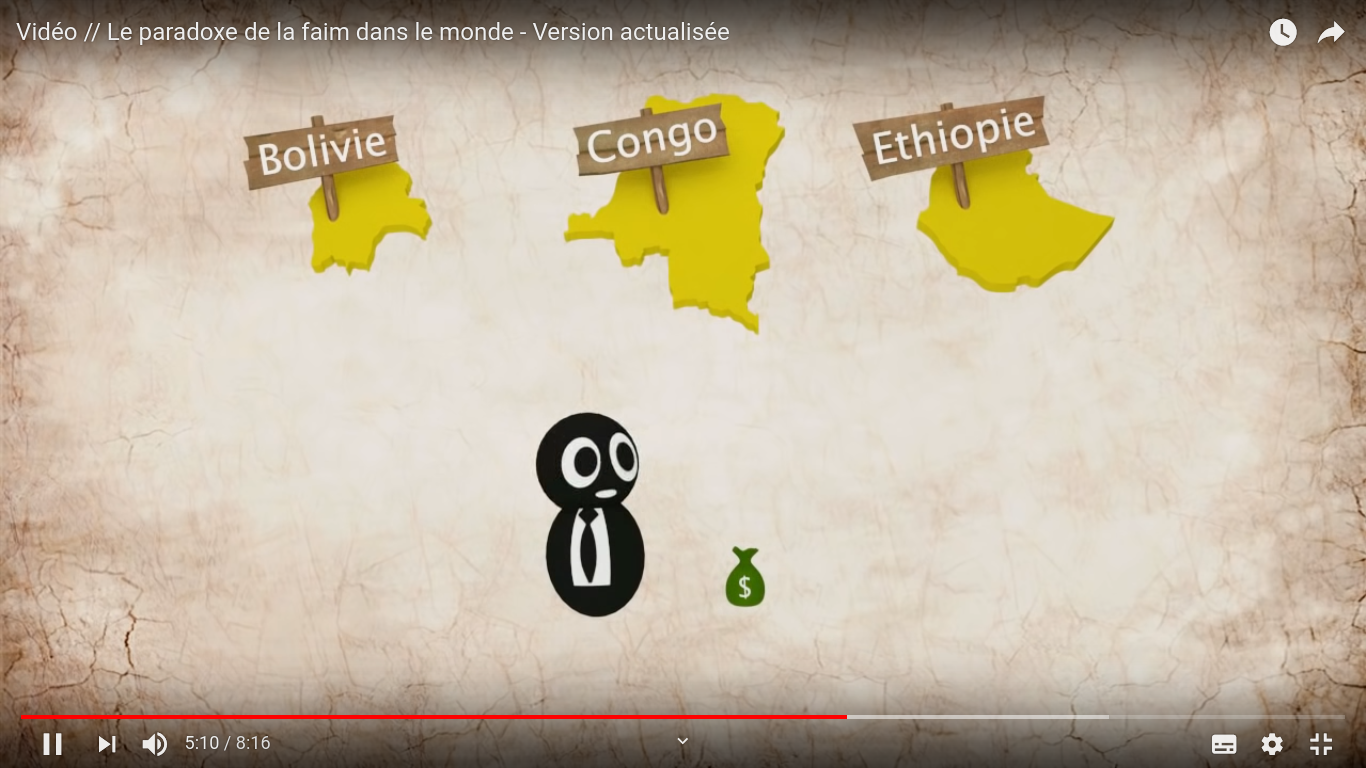 Vidéo // Le paradoxe de la faim dans le monde - Version actualisée
Bolivie
Congo
Ethiopie
$
5:10 / 8:16